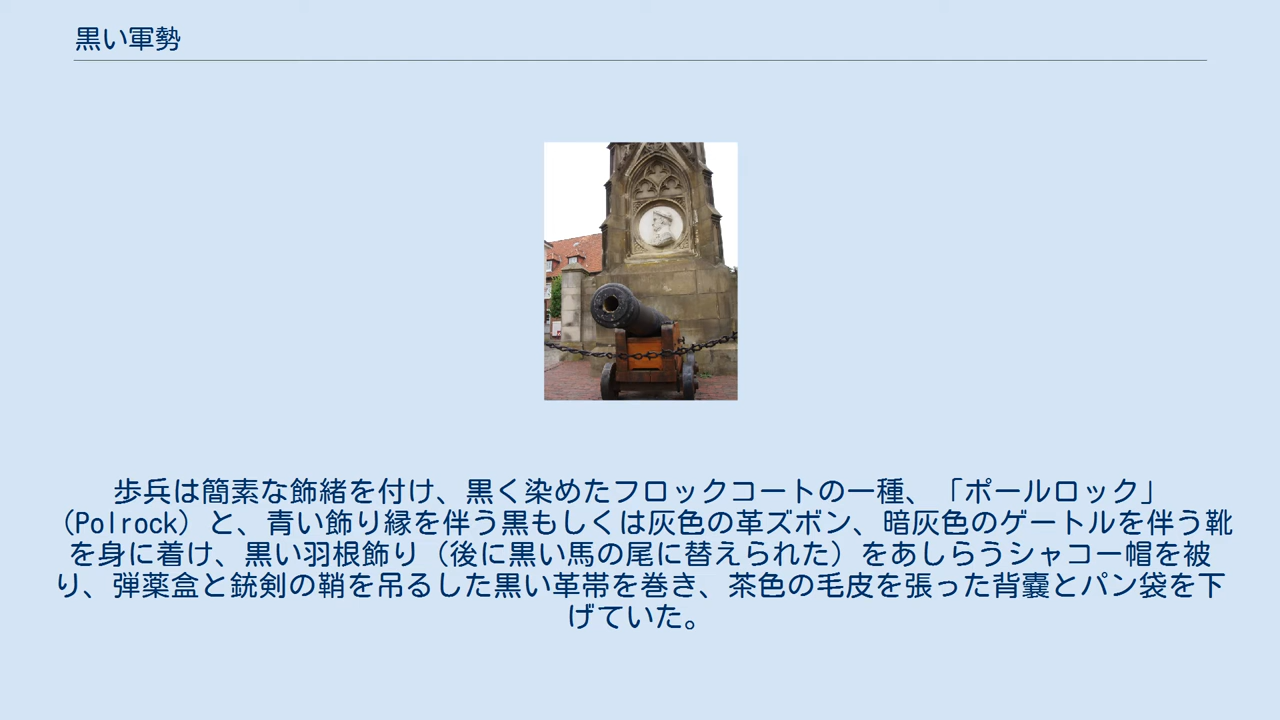 黒い軍勢
歩兵は簡素な飾緒を付け、黒く染めたフロックコートの一種、「ポールロック」
（Polrock）と、青い飾り縁を伴う黒もしくは灰色の革ズボン、暗灰色のゲートルを伴う靴
を身に着け、黒い羽根飾り（後に黒い馬の尾に替えられた）をあしらうシャコー帽を被
り、弾薬盒と銃剣の鞘を吊るした黒い革帯を巻き、茶色の毛皮を張った背嚢とパン袋を下
げていた。